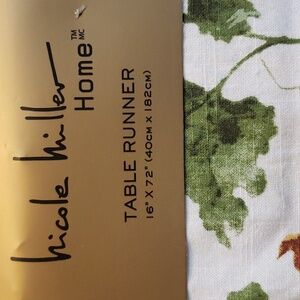 nicole miller
Home™ MC
TABLE RUNNER
16" X 72" (40CM X 182CM)